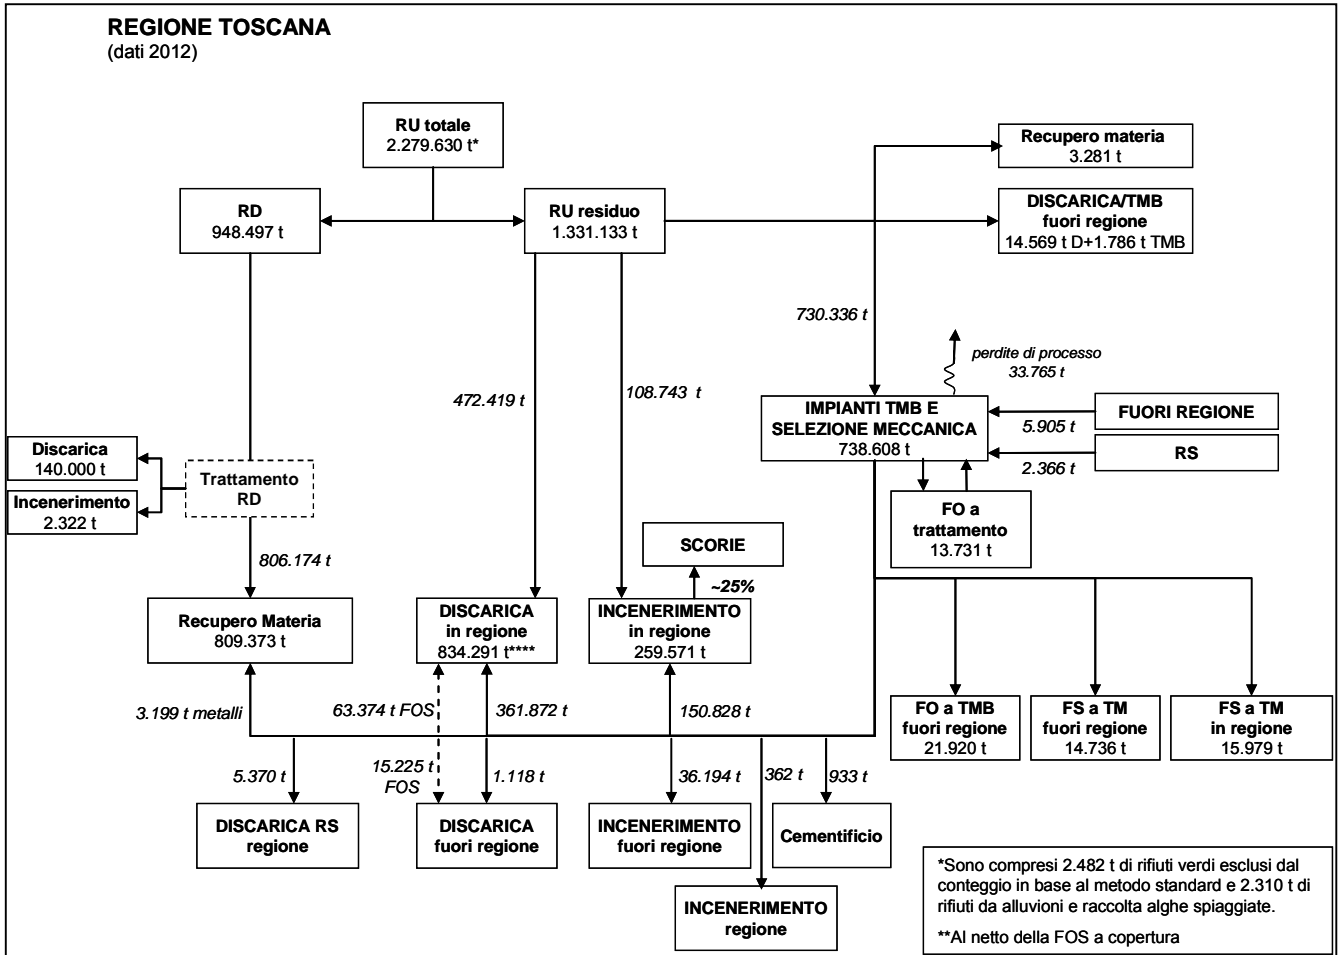 REGIONE TOSCANA
(dati 2012)
RU totale
2.279.630 t*
Recupero materia
3.281 t
RD
948.497 t
RU residuo
1.331.133 t
DISCARICA/TMB
fuori regione
14.569 t D+1.786 t TMB
730.336 t
perdite di processo
33.765 t
472.419 t
108.743 t
IMPIANTI TMB E
SELEZIONE MECCANICA
738.608 t
FUORI REGIONE
5.905 t
RS
2.366 t
Discarica
140.000 t
Incenerimento
2.322 t
Trattamento
RD
FO a
trattamento
13.731 t
SCORIE
~25%
806.174 t
Recupero Materia
809.373 t
DISCARICA
in regione
834.291 t****
INCENERIMENTO
in regione
259.571 t
3.199 t metalli
63.374 t FOS
361.872 t
150.828 t
FO a TMB
fuori regione
21.920 t
FS a TM
fuori regione
14.736 t
FS a TM
in regione
15.979 t
5.370 t
15.225 t
FOS
1.118 t
36.194 t
362 t
933 t
DISCARICA RS
regione
DISCARICA
fuori regione
INCENERIMENTO
fuori regione
Cementificio
INCENERIMENTO
regione
*Sono compresi 2.482 t di rifiuti verdi esclusi dal
conteggio in base al metodo standard e 2.310 t di
rifiuti da alluvioni e raccolta alghe spiaggiate.
**Al netto della FOS a copertura